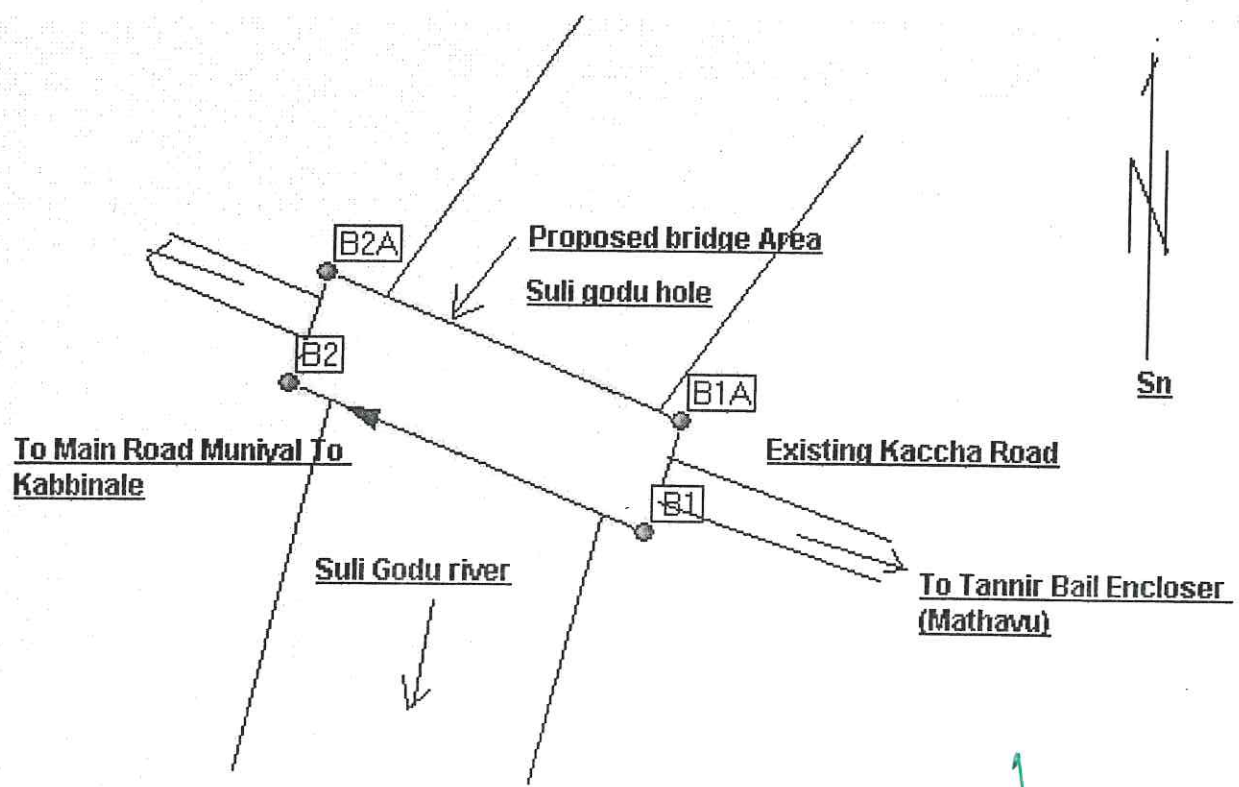 B2A
Proposed bridge Area
Suli godu hole
N
B2
B1A
Sn
To Main Road Muniyal To
Kabbinale
Existing Kaccha Road
B1
Suli Godu river
To Tannir Bail Encloser
(Mathavu)